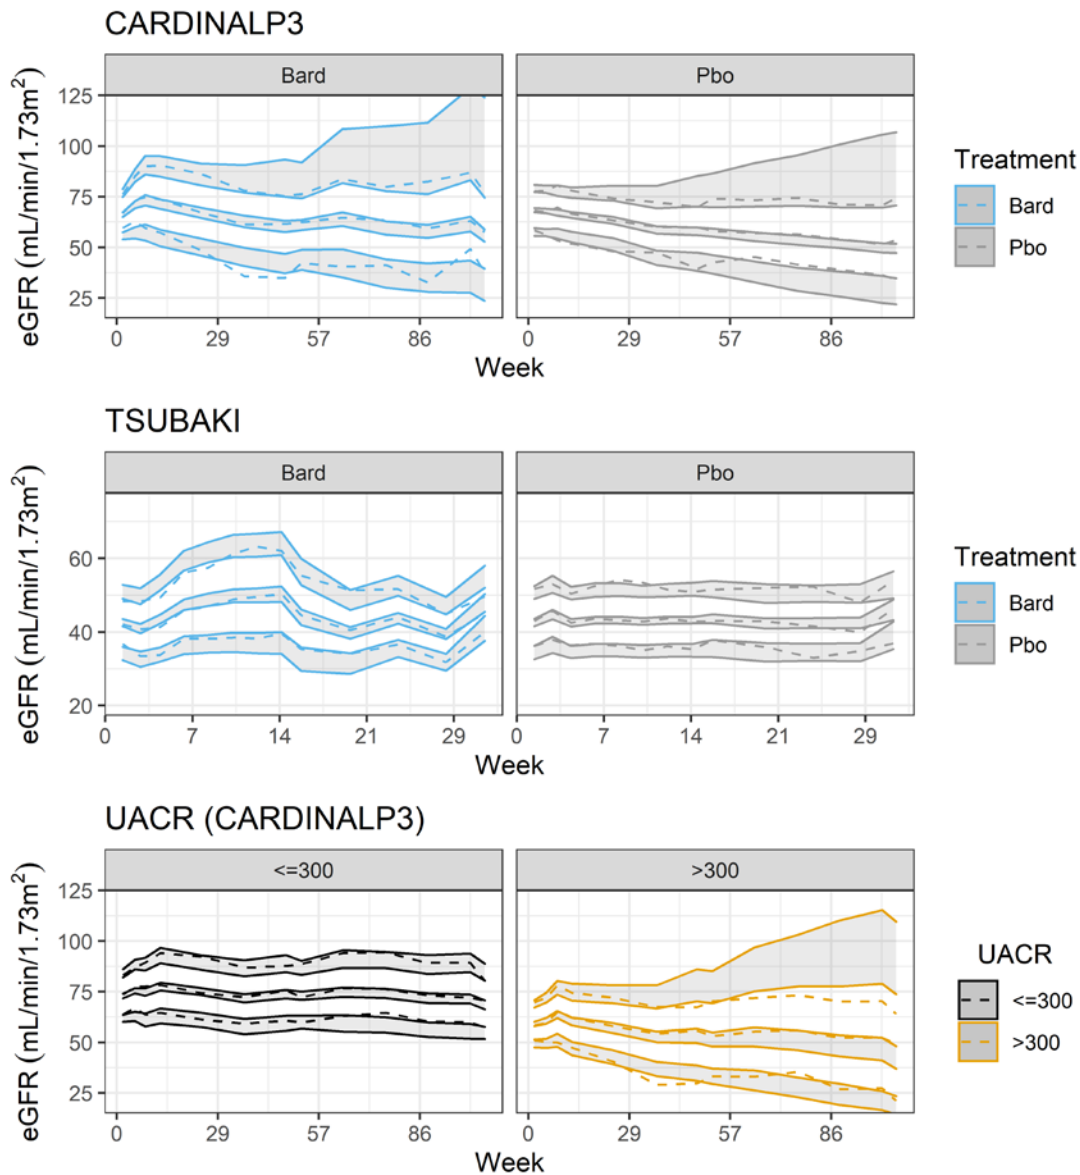 CARDINALP3
Bard
Pbo
125
100
75
50
25
eGFR (mL/min/1.73m²)
0 29 57 86
0 29 57 86
Week
Treatment
Bard
Pbo
TSUBAKI
Bard
Pbo
60
40
20
eGFR (mL/min/1.73m²)
0 7 14 21 29
0 7 14 21 29
Week
Treatment
Bard
Pbo
UACR (CARDINALP3)
<=300
>300
125
100
75
50
25
eGFR (mL/min/1.73m²)
0 29 57 86
0 29 57 86
Week
UACR
<=300
>300